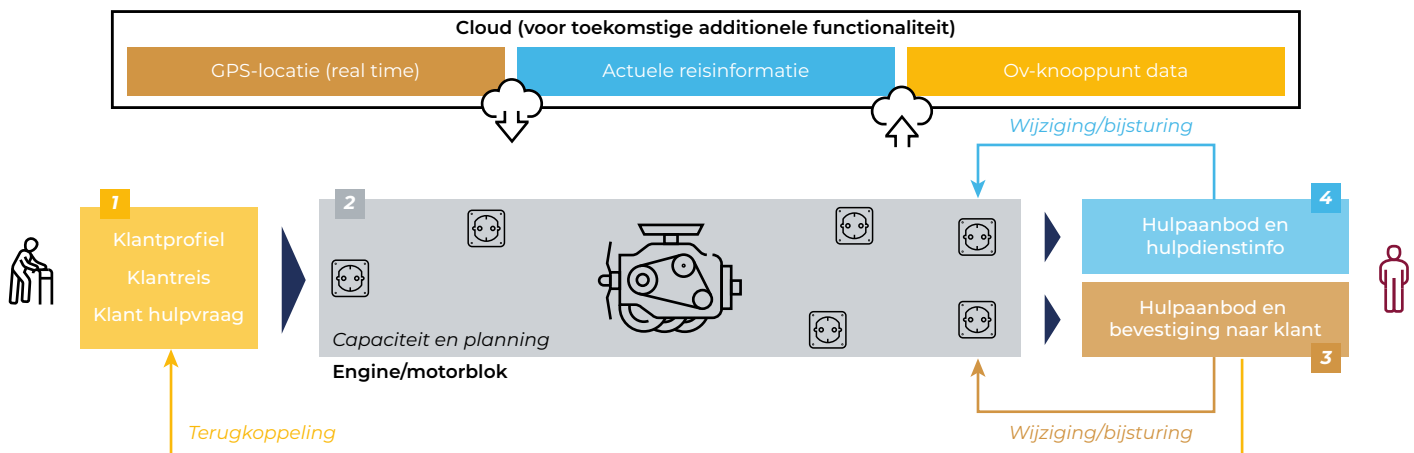 Cloud (voor toekomstige additionele functionaliteit)
GPS-locatie (real time)
Actuele reisinformatie
Ov-knooppunt data
Wijziging/bijsturing
1
Klantprofiel
Klantreis
Klant hulpvraag
2
Capaciteit en planning
Engine/motorblok
4
Hulpaanbod en
hulpdienstinfo
Hulpaanbod en
bevestiging naar klant
3
Terugkoppeling
Wijziging/bijsturing